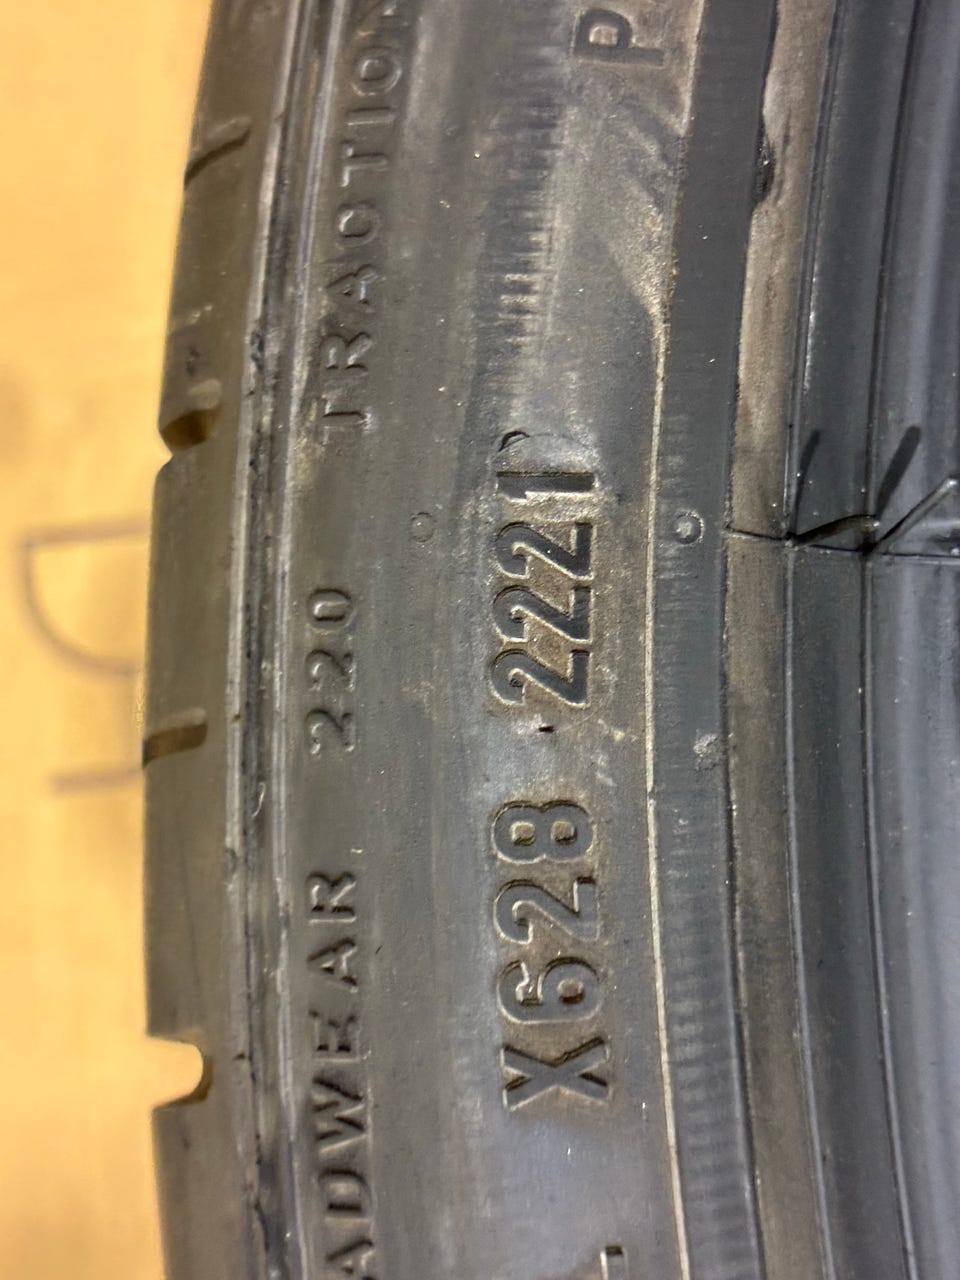 ADWEAR 220 TRACTION
X628 2221
P